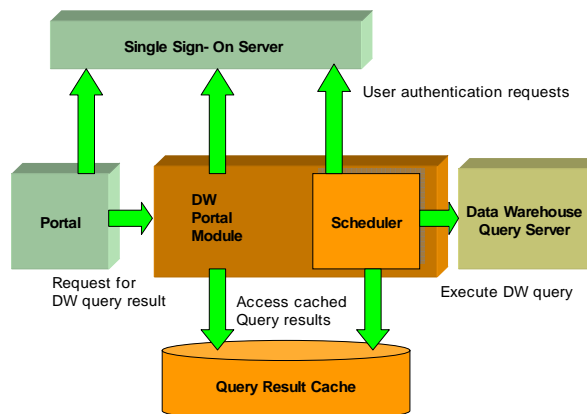 Single Sign- On Server
User authentication requests
Portal
DW
Portal
Module
Scheduler
Data Warehouse
Query Server
Request for
DW query result
Access cached
Query results
Execute DW query
Query Result Cache